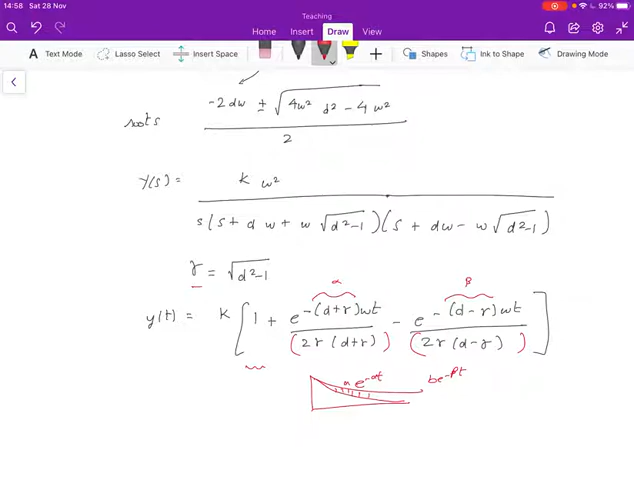 14:58 Sat 28 Nov
92%
Teaching
Home Insert Draw View
Text Mode Lasso Select Insert Space Shapes Ink to Shape Drawing Mode
-2dw ± √(4w² d² - 4w²)
roots
2
Y(s) = k w²
s(s + dw + w √(d²-1))(s + dw - w √(d²-1))
r = √(d²-1)
α β
y(t) = k [1 + e^-(d+r)wt / (2r(d+r)) - e^-(d-r)wt / (2r(d-r))]
a e^-αt be^-βt